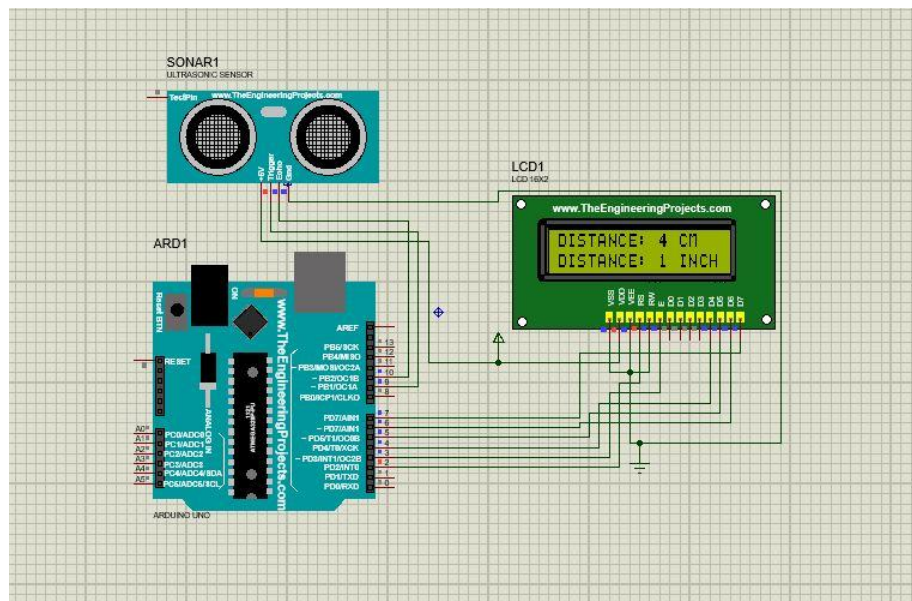 SONAR1
ULTRASONIC SENSOR
TestPin
www.TheEngineeringProjects.com
+5V
Trigger
Echo
Gnd
LCD1
LCD 16X2
www.TheEngineeringProjects.com
DISTANCE: 4 CM
DISTANCE: 1 INCH
VSS
VDD
VEE
RS
RW
E
D0
D1
D2
D3
D4
D5
D6
D7
ARD1
Reset BTN
ON
www.TheEngineeringProjects.com
AREF
PB5/SCK 13
PB4/MISO 12
~ PB3/MOSI/OC2A 11
~ PB2/OC1B 10
~ PB1/OC1A 9
PB0/ICP1/CLKO 8
RESET
ANALOG IN
PD7/AIN1 7
~ PD7/AIN1 6
~ PD5/T1/OC0B 5
PD4/T0/XCK 4
~ PD3/INT1/OC2B 3
PD2/INT0 2
PD1/TXD 1
PD0/RXD 0
A0 PC0/ADC0
A1 PC1/ADC1
A2 PC2/ADC2
A3 PC3/ADC3
A4 PC4/ADC4/SDA
A5 PC5/ADC5/SCL
ARDUINO UNO